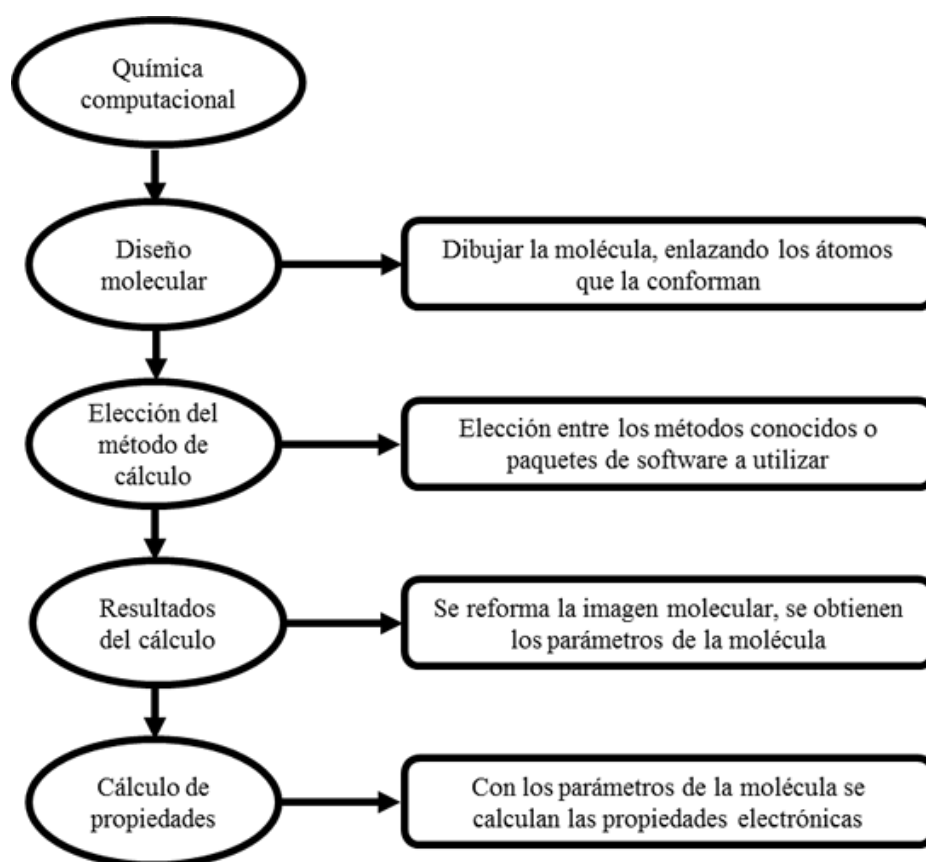 Química
computacional
Diseño
molecular
Dibujar la molécula, enlazando los átomos
que la conforman
Elección del
método de
cálculo
Elección entre los métodos conocidos o
paquetes de software a utilizar
Resultados
del cálculo
Se reforma la imagen molecular, se obtienen
los parámetros de la molécula
Cálculo de
propiedades
Con los parámetros de la molécula se
calculan las propiedades electrónicas